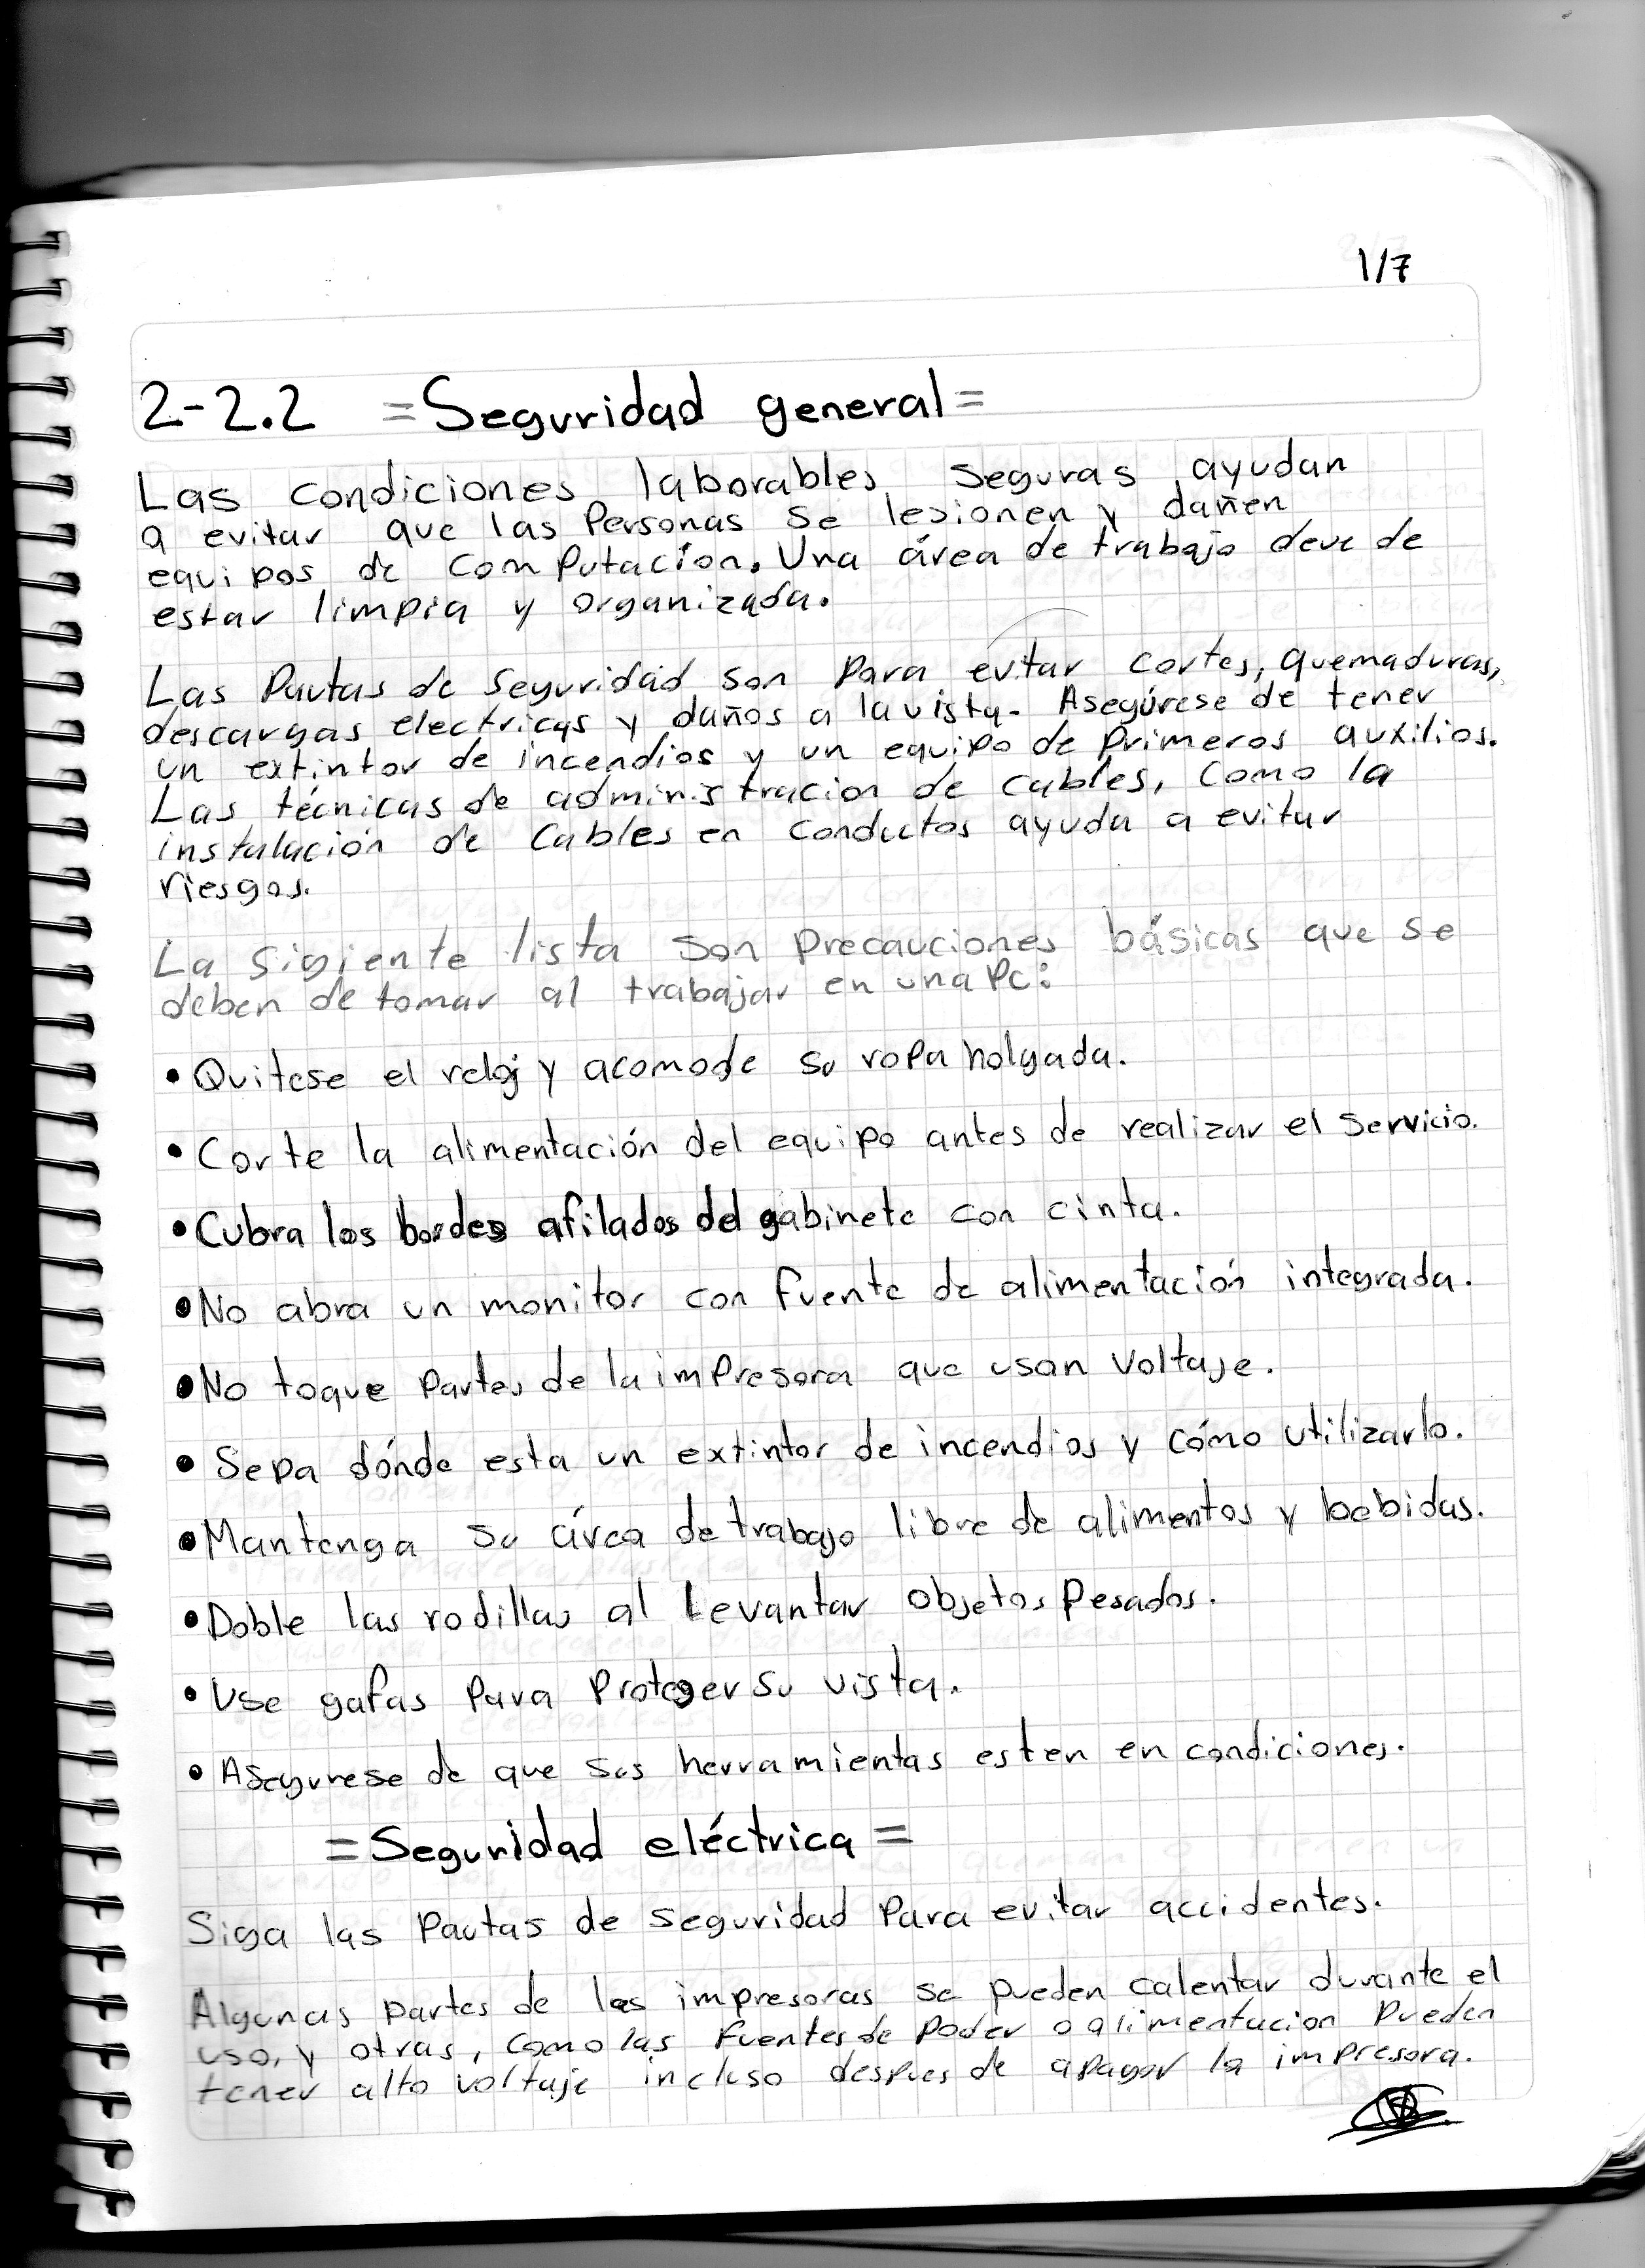 1/7
2-2.2 =Seguridad general=
Las condiciones laborables seguras ayudan
a evitar que las Personas se lesionen y dañen
equipos de computación. Una área de trabajo deve de
estar limpia y organizada.
Las Pautas de seguridad son Para evitar cortes, quemaduras,
descargas electricas y daños a la vista. Asegúrese de tener
un extintor de incendios y un equipo de Primeros auxilios.
Las técnicas de administracion de cables, como la
instalación de cables en conductos ayuda a evitar
riesgos.
La sigiente lista son Precauciones básicas que se
deben de tomar al trabajar en una PC:
• Quitese el reloj y acomode su ropa holgada.
• Corte la alimentación del equipo antes de realizar el servicio.
• Cubra los bordes afilados del gabinete con cinta.
• No abra un monitor con fuente de alimentación integrada.
• No toque Partes de la impresora que usan voltaje.
• Sepa dónde esta un extintor de incendios y cómo utilizarlo.
• Mantenga su área de trabajo libre de alimentos y bebidas.
• Doble las rodillas al Levantar objetos Pesados.
• Use gafas Para Proteger su vista.
• Asegurese de que sus herramientas esten en condiciones.
=Seguridad eléctrica=
Siga las Pautas de seguridad Para evitar accidentes.
Algunas partes de las impresoras se pueden calentar durante el
uso, y otras, como las fuentes de poder o alimentacion Pueden
tener alto voltaje incluso despues de apagar la impresora.